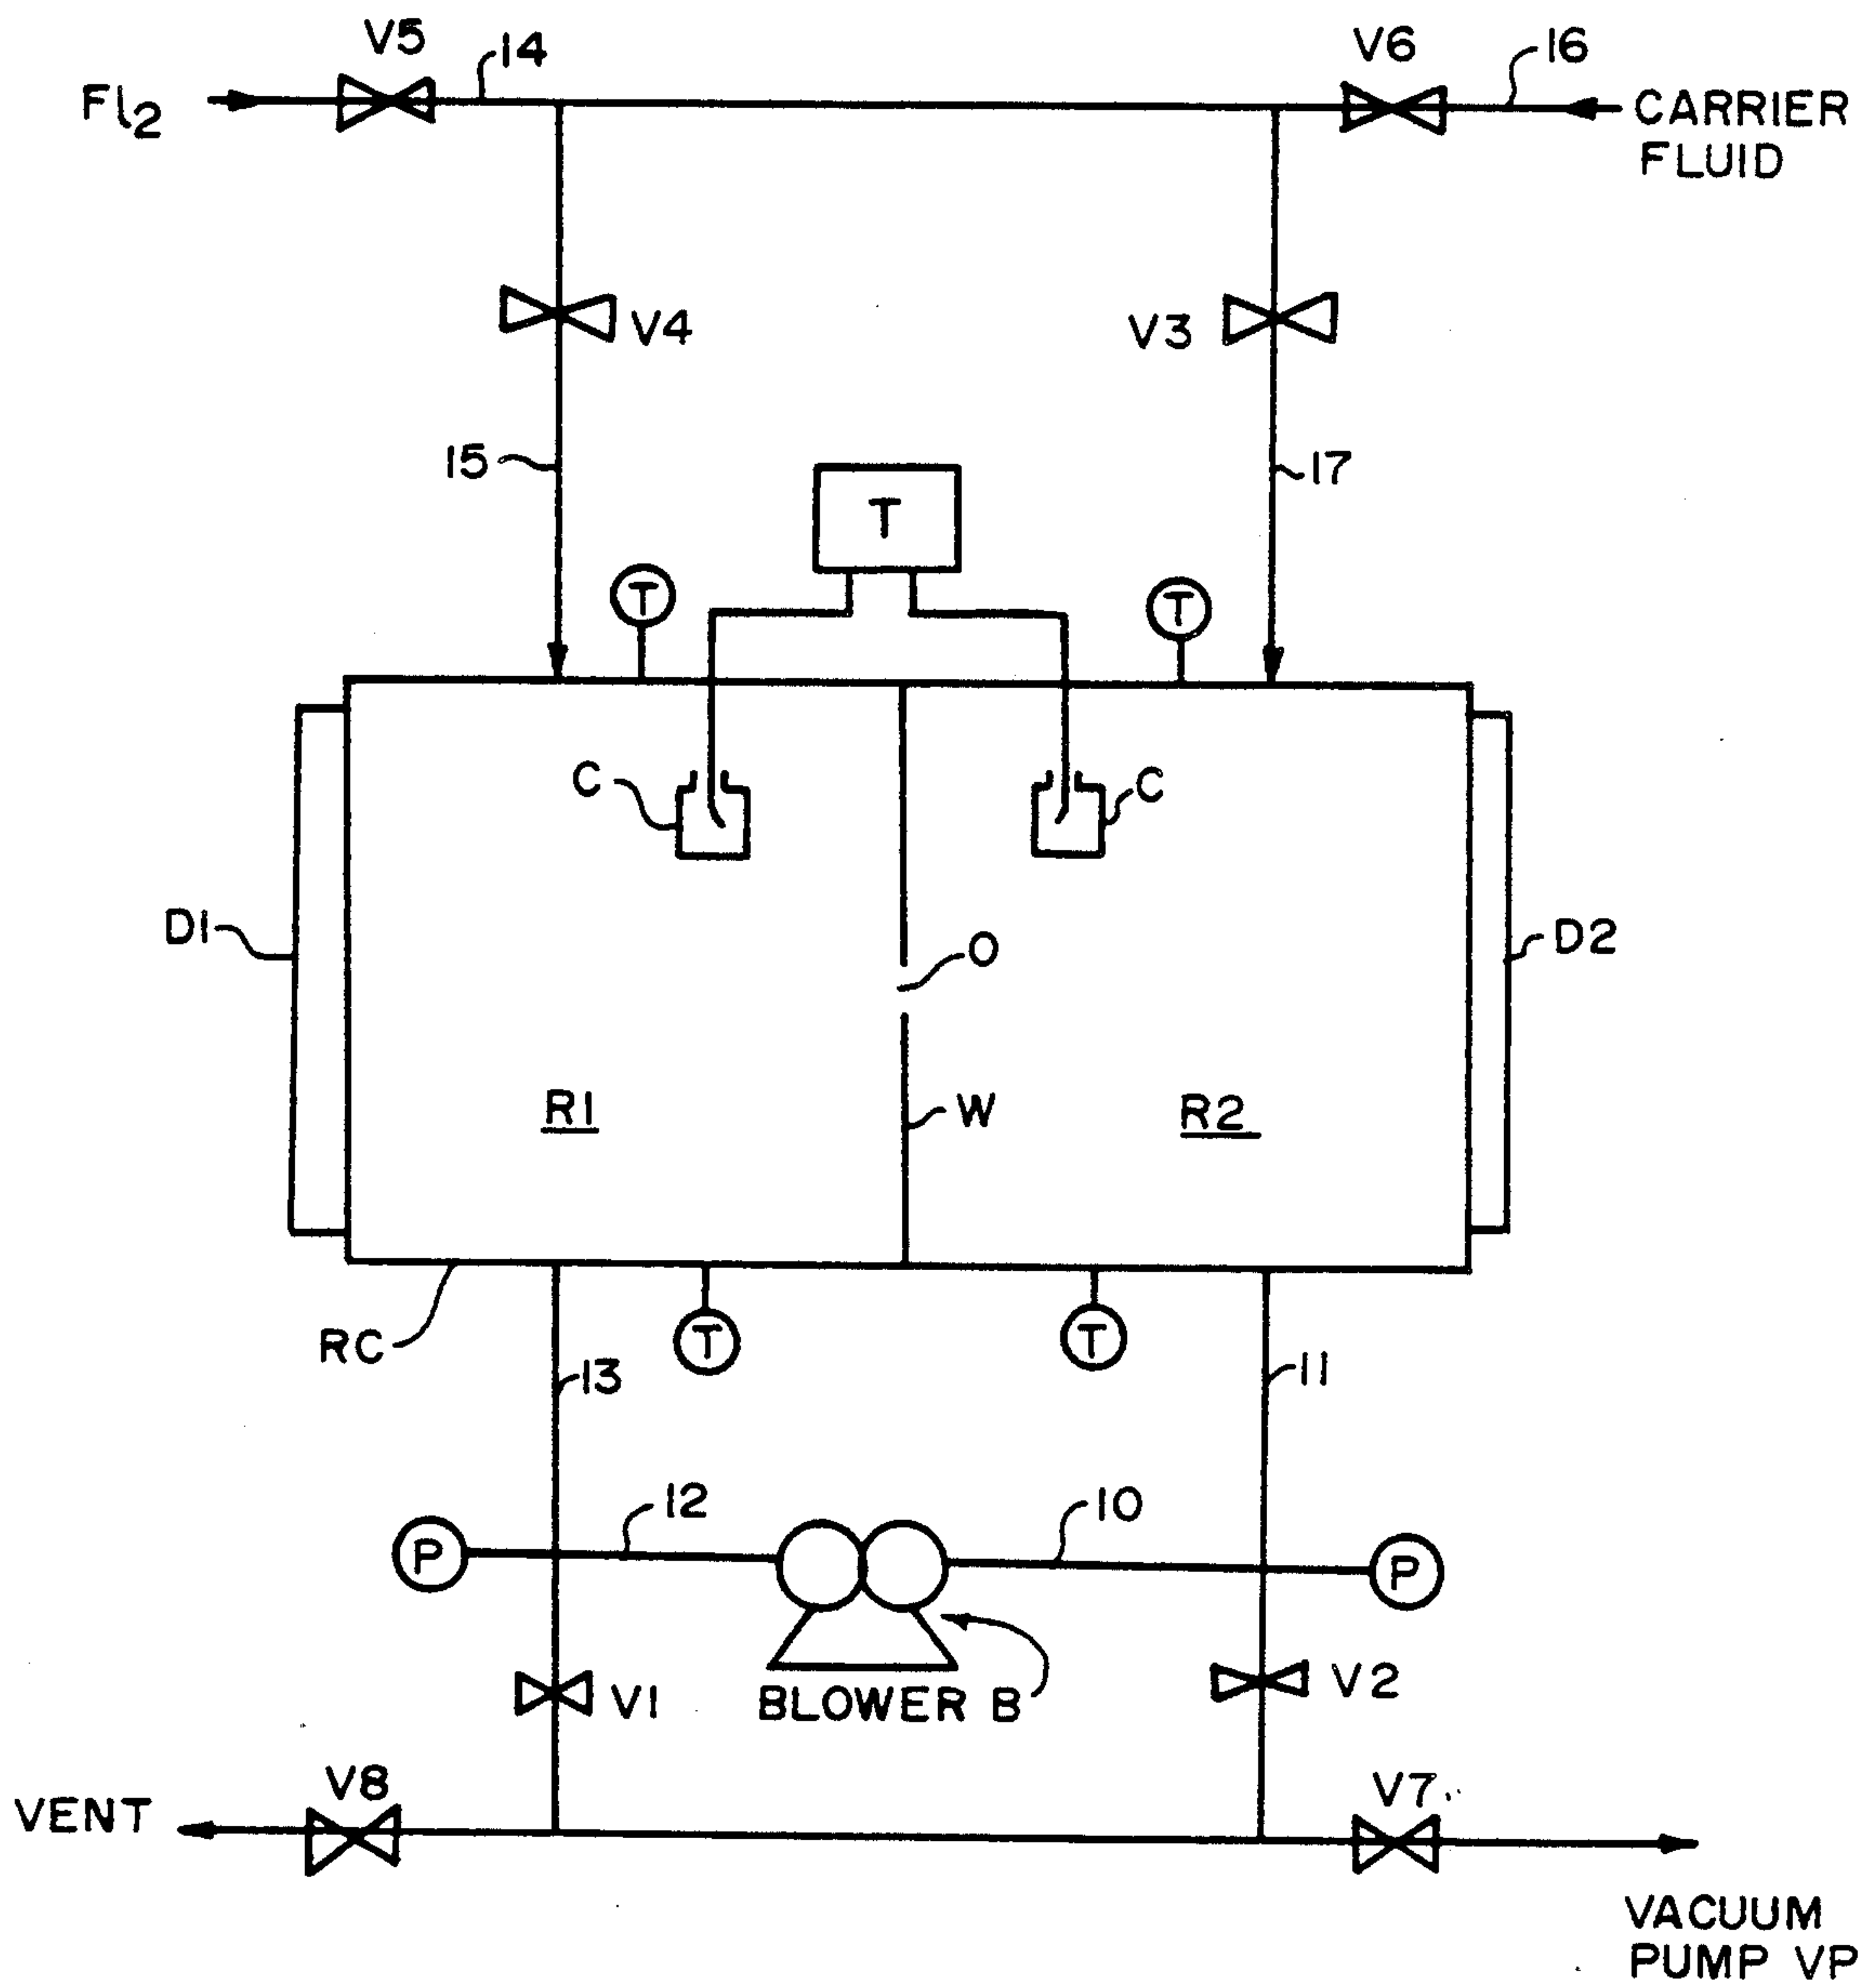 V5
14
V6
16
Fl2
CARRIER
FLUID
V4
V3
15
17
T
T
T
C
C
D1
O
D2
R1
W
R2
RC
T
T
13
11
12
10
P
P
V1
BLOWER B
V2
V8
V7
VENT
VACUUM
PUMP VP